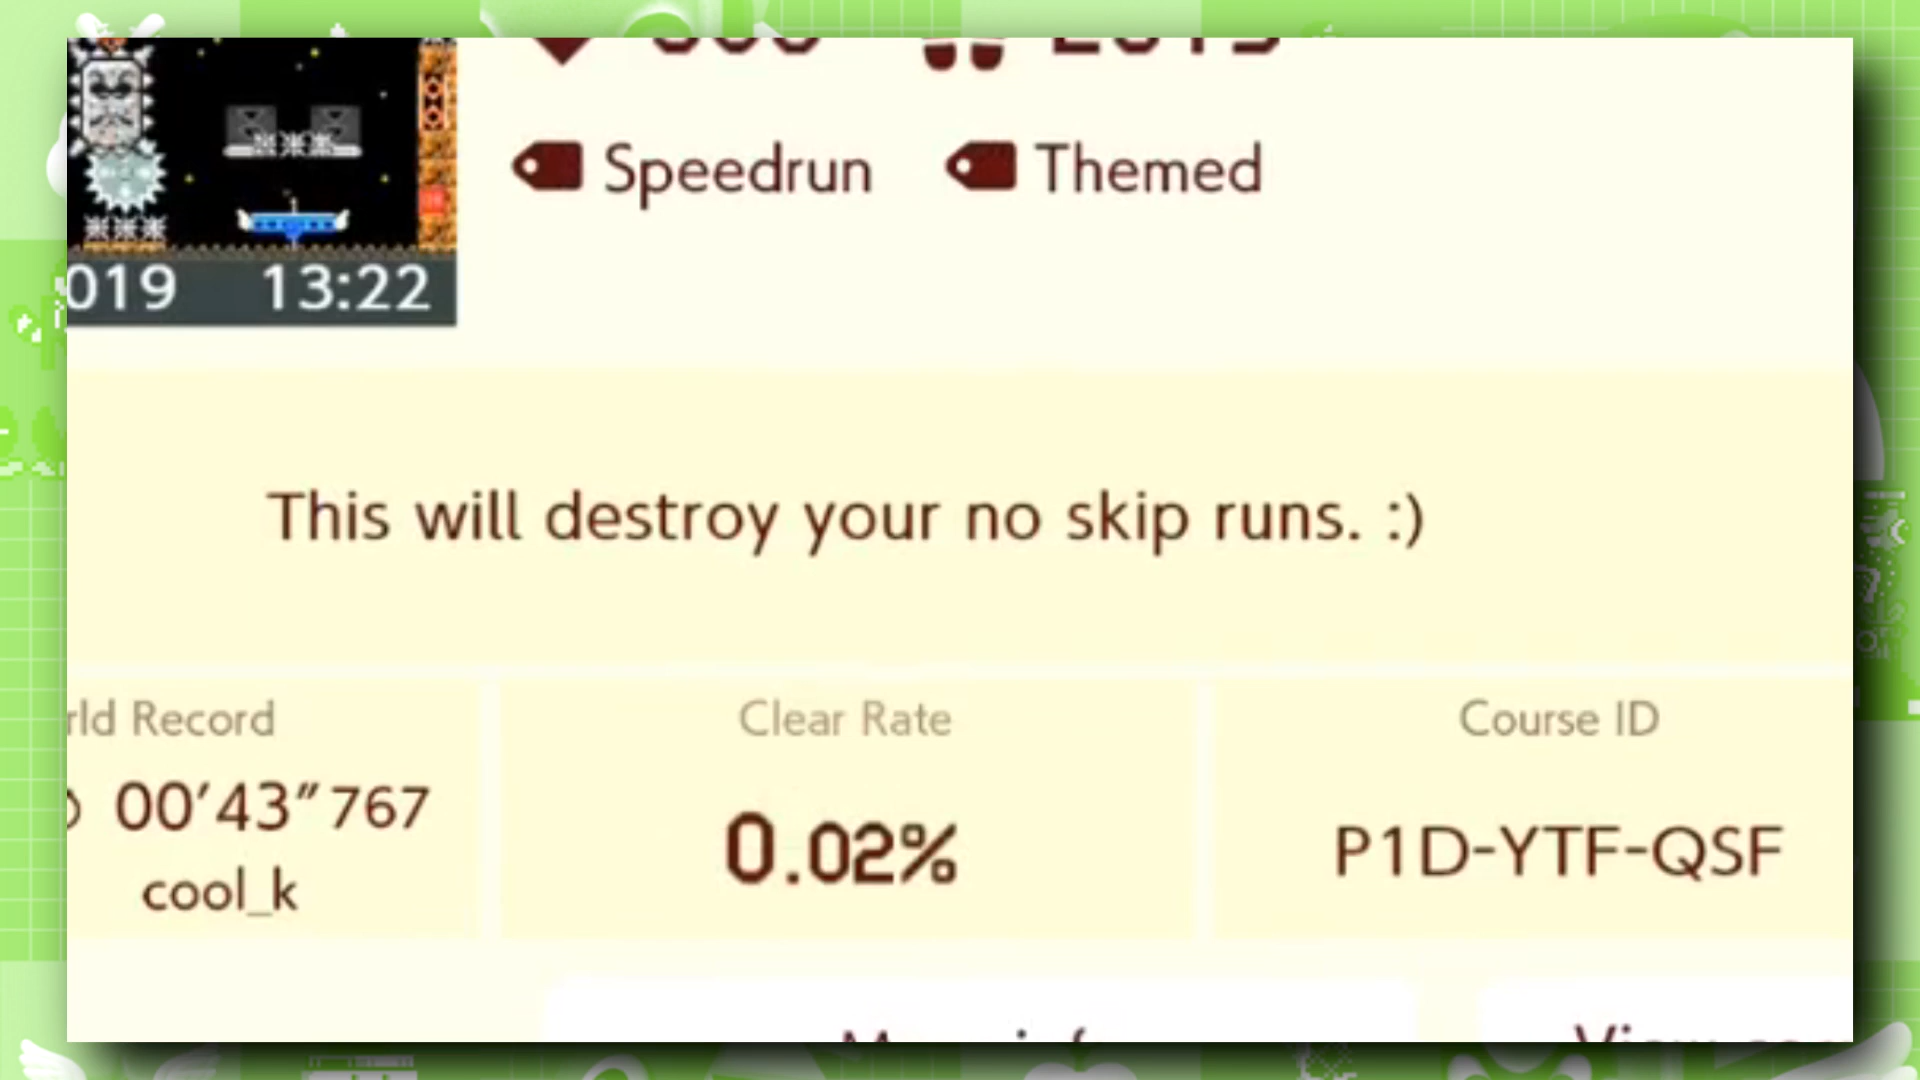 Speedrun Themed
019 13:22
This will destroy your no skip runs. :)
rld Record Clear Rate Course ID
00'43"767 0.02% P1D-YTF-QSF
cool_k